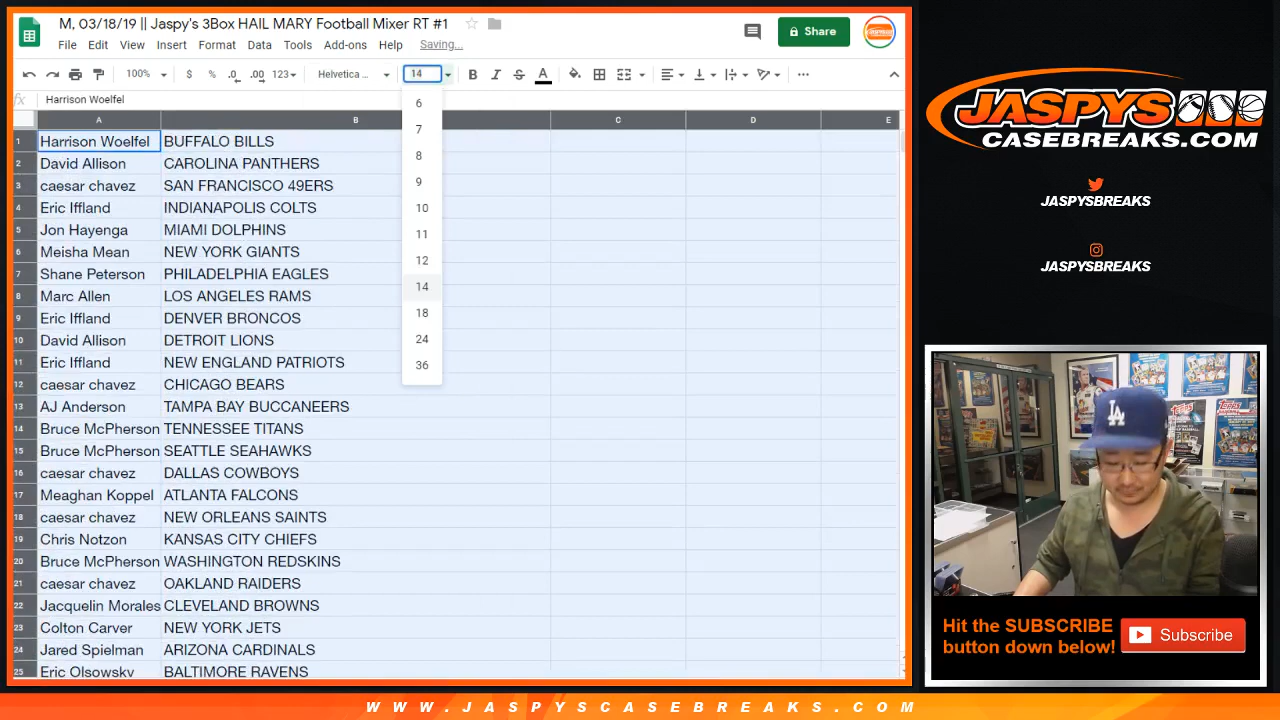 M, 03/18/19 || Jaspy's 3Box HAIL MARY Football Mixer RT #1
Share
File Edit View Insert Format Data Tools Add-ons Help Saving...
100% $ % .0 .00 123 Helvetica ... 14 B I S A
fx Harrison Woelfel
A B C D E
1 Harrison Woelfel BUFFALO BILLS
2 David Allison CAROLINA PANTHERS
3 caesar chavez SAN FRANCISCO 49ERS
4 Eric Iffland INDIANAPOLIS COLTS
5 Jon Hayenga MIAMI DOLPHINS
6 Meisha Mean NEW YORK GIANTS
7 Shane Peterson PHILADELPHIA EAGLES
8 Marc Allen LOS ANGELES RAMS
9 Eric Iffland DENVER BRONCOS
10 David Allison DETROIT LIONS
11 Eric Iffland NEW ENGLAND PATRIOTS
12 caesar chavez CHICAGO BEARS
13 AJ Anderson TAMPA BAY BUCCANEERS
14 Bruce McPherson TENNESSEE TITANS
15 Bruce McPherson SEATTLE SEAHAWKS
16 caesar chavez DALLAS COWBOYS
17 Meaghan Koppel ATLANTA FALCONS
18 caesar chavez NEW ORLEANS SAINTS
19 Chris Notzon KANSAS CITY CHIEFS
20 Bruce McPherson WASHINGTON REDSKINS
21 caesar chavez OAKLAND RAIDERS
22 Jacquelin Morales CLEVELAND BROWNS
23 Colton Carver NEW YORK JETS
24 Jared Spielman ARIZONA CARDINALS
25 Eric Olsowsky BALTIMORE RAVENS
6
7
8
9
10
11
12
14
18
24
36
JASPYS
CASEBREAKS.COM
JASPYSBREAKS
JASPYSBREAKS
LA
Topps
Hit the SUBSCRIBE
button down below!
Subscribe
WWW.JASPYSCASEBREAKS.COM